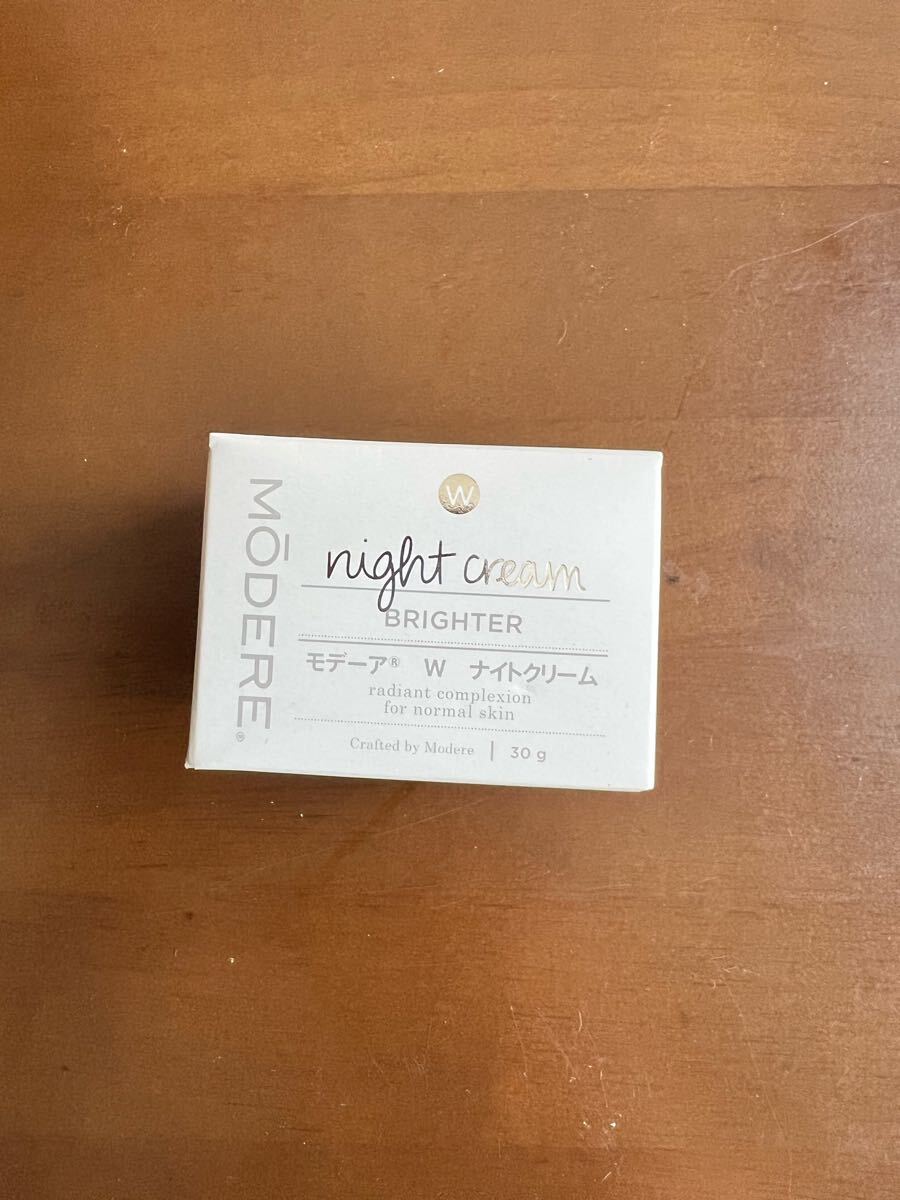 MŌDERE®
W
night cream
BRIGHTER
モデーア® W ナイトクリーム
radiant complexion
for normal skin
Crafted by Modere | 30 g